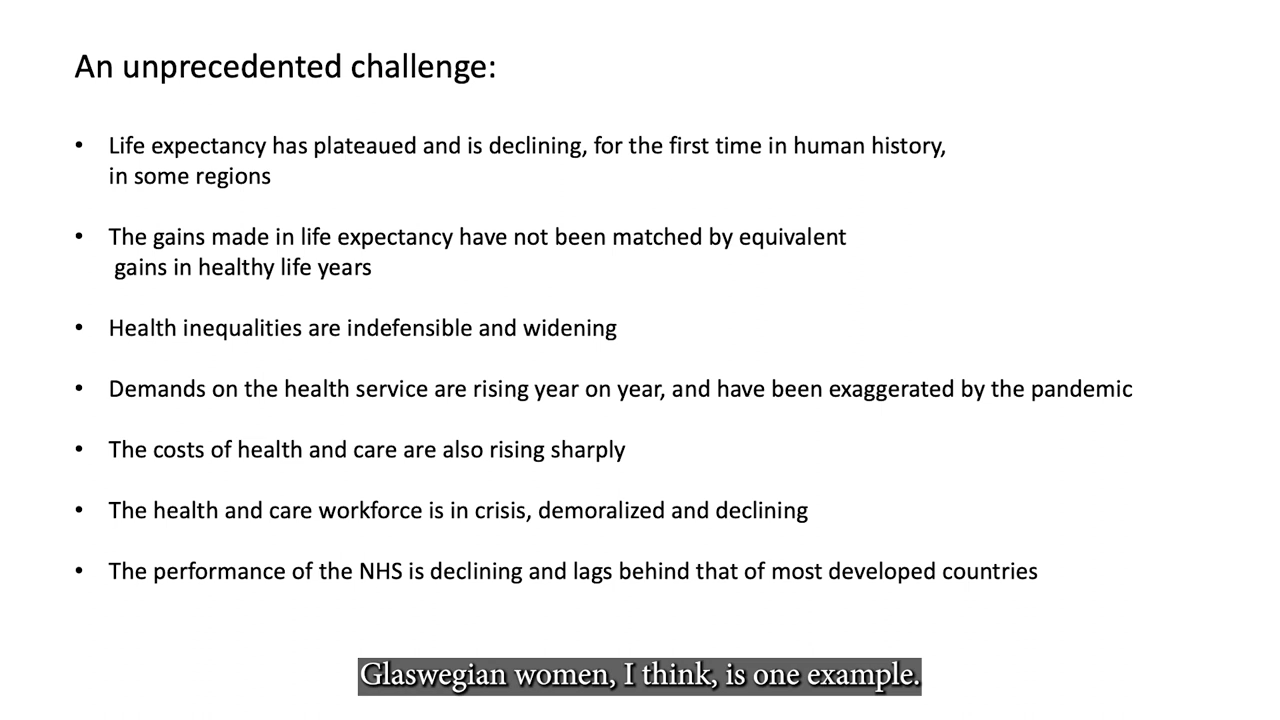 An unprecedented challenge:
• Life expectancy has plateaued and is declining, for the first time in human history,
in some regions
• The gains made in life expectancy have not been matched by equivalent
gains in healthy life years
• Health inequalities are indefensible and widening
• Demands on the health service are rising year on year, and have been exaggerated by the pandemic
• The costs of health and care are also rising sharply
• The health and care workforce is in crisis, demoralized and declining
• The performance of the NHS is declining and lags behind that of most developed countries
Glaswegian women, I think, is one example.